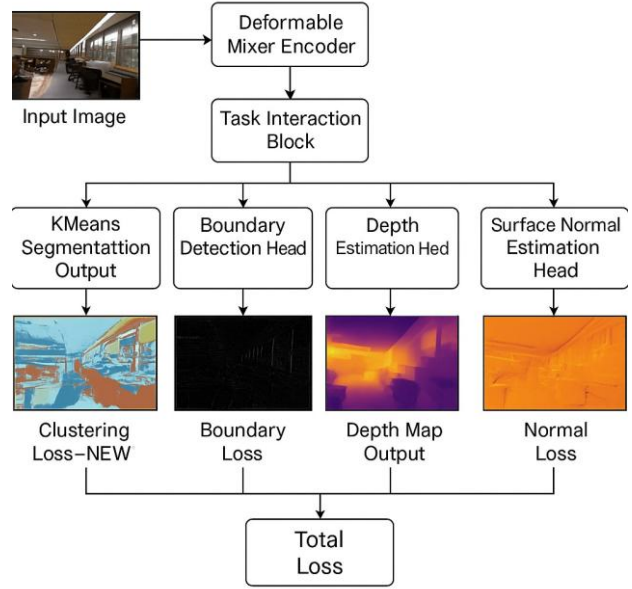 Deformable
Mixer Encoder
Input Image
Task Interaction
Block
KMeans
Segmentattion
Output
Boundary
Detection Head
Depth
Estimation Hed
Surface Normal
Estimation
Head
Clustering
Loss–NEW
Boundary
Loss
Depth Map
Output
Normal
Loss
Total
Loss